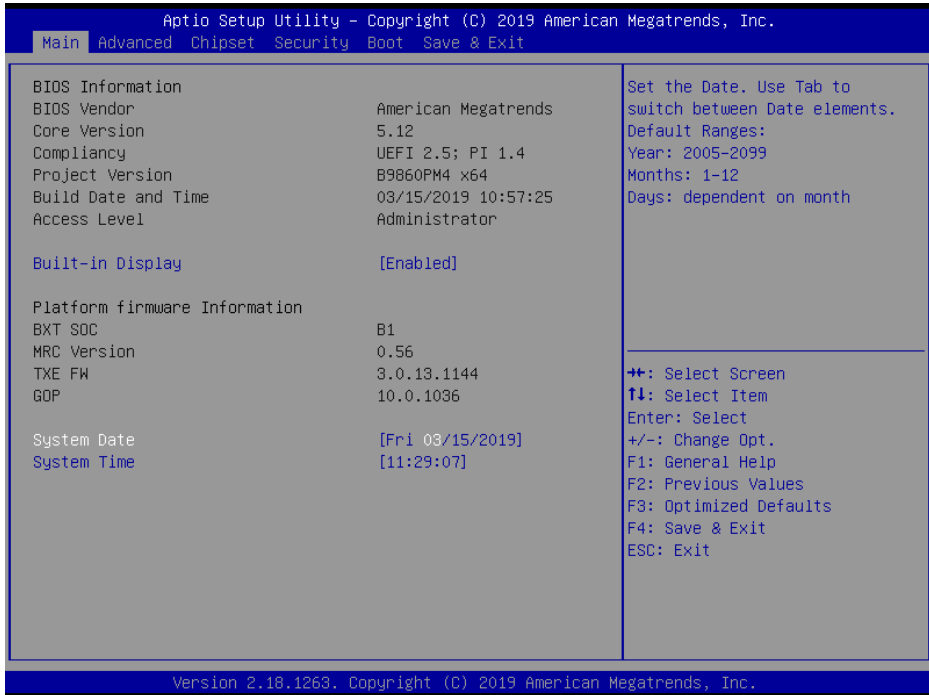 Aptio Setup Utility – Copyright (C) 2019 American Megatrends, Inc.
Main Advanced Chipset Security Boot Save & Exit
BIOS Information
BIOS Vendor American Megatrends
Core Version 5.12
Compliancy UEFI 2.5; PI 1.4
Project Version B9860PM4 x64
Build Date and Time 03/15/2019 10:57:25
Access Level Administrator
Built-in Display [Enabled]
Platform firmware Information
BXT SOC B1
MRC Version 0.56
TXE FW 3.0.13.1144
GOP 10.0.1036
System Date [Fri 03/15/2019]
System Time [11:29:07]
Set the Date. Use Tab to
switch between Date elements.
Default Ranges:
Year: 2005-2099
Months: 1-12
Days: dependent on month
→←: Select Screen
↑↓: Select Item
Enter: Select
+/-: Change Opt.
F1: General Help
F2: Previous Values
F3: Optimized Defaults
F4: Save & Exit
ESC: Exit
Version 2.18.1263. Copyright (C) 2019 American Megatrends, Inc.